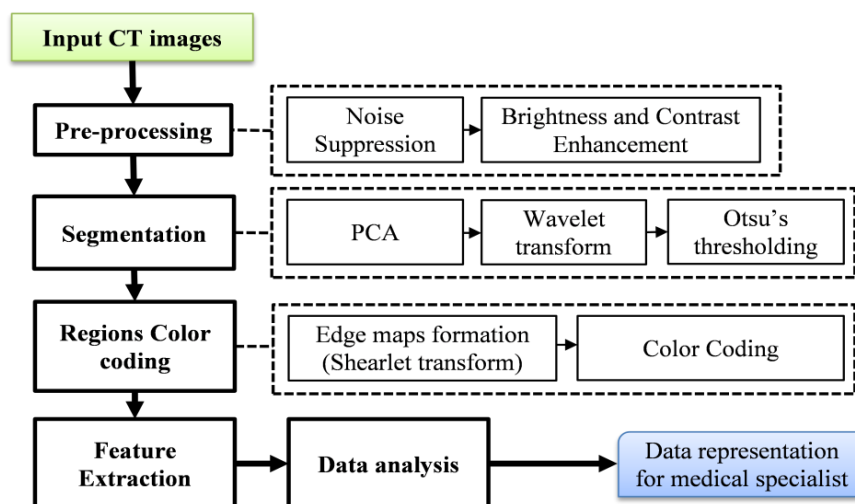 Input CT images
Pre-processing
Noise
Suppression
Brightness and Contrast
Enhancement
Segmentation
PCA
Wavelet
transform
Otsu’s
thresholding
Regions Color
coding
Edge maps formation
(Shearlet transform)
Color Coding
Feature
Extraction
Data analysis
Data representation
for medical specialist